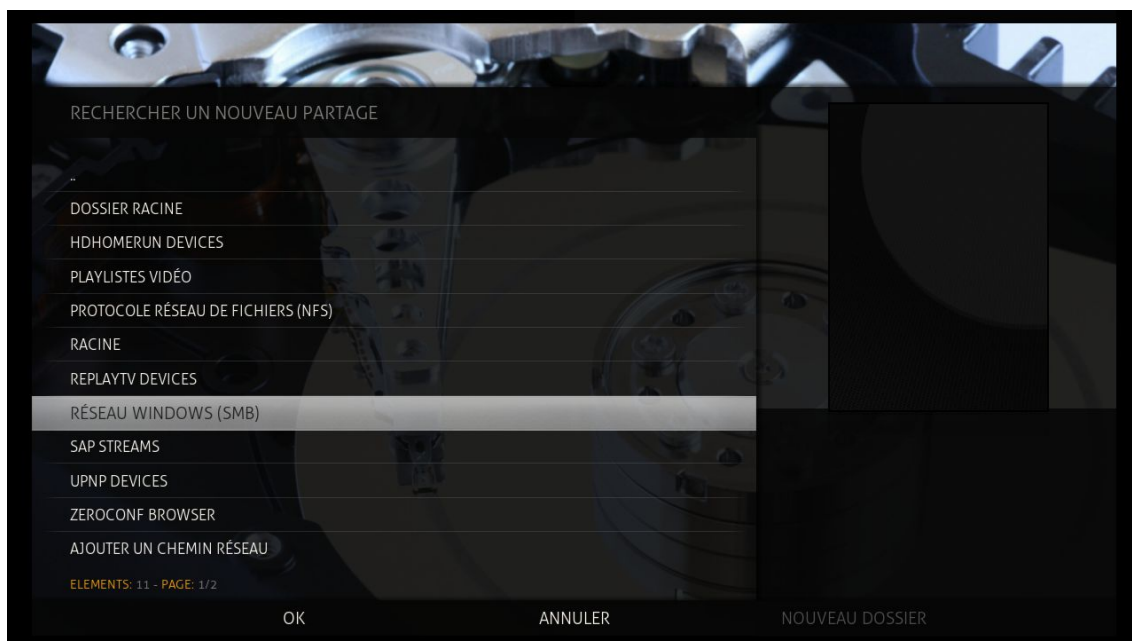 RECHERCHER UN NOUVEAU PARTAGE
..
DOSSIER RACINE
HDHOMERUN DEVICES
PLAYLISTES VIDÉO
PROTOCOLE RÉSEAU DE FICHIERS (NFS)
RACINE
REPLAYTV DEVICES
RÉSEAU WINDOWS (SMB)
SAP STREAMS
UPNP DEVICES
ZEROCONF BROWSER
AJOUTER UN CHEMIN RÉSEAU
ELEMENTS: 11 - PAGE: 1/2
OK ANNULER NOUVEAU DOSSIER